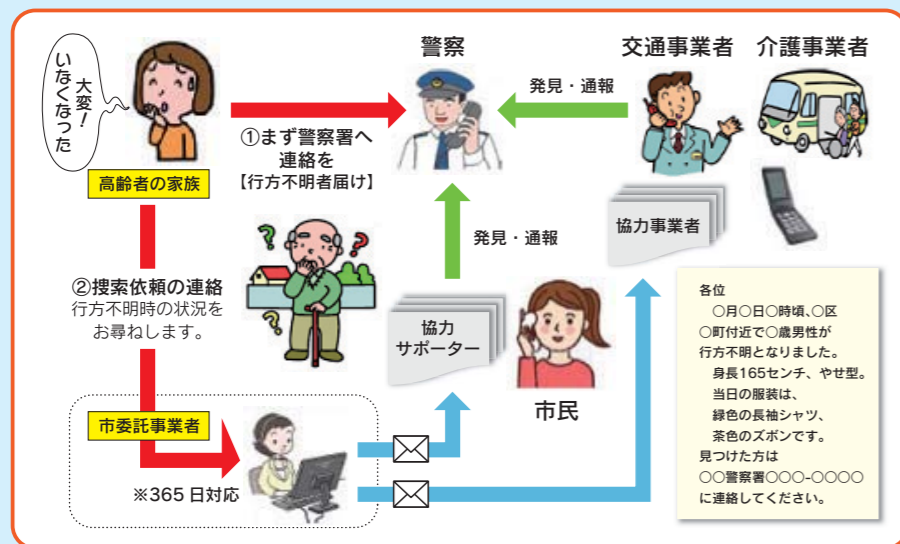 大変！
いなくなった
高齢者の家族
①まず警察署へ
連絡を
【行方不明者届け】
警察
発見・通報
交通事業者
介護事業者
協力事業者
発見・通報
②捜索依頼の連絡
行方不明時の状況を
お尋ねします。
協力
サポーター
市民
市委託事業者
※365日対応
各位
○月○日○時頃、○区
○町付近で○歳男性が
行方不明となりました。
身長165センチ、やせ型。
当日の服装は、
緑色の長袖シャツ、
茶色のズボンです。
見つけた方は
○○警察署○○○-○○○○
に連絡してください。